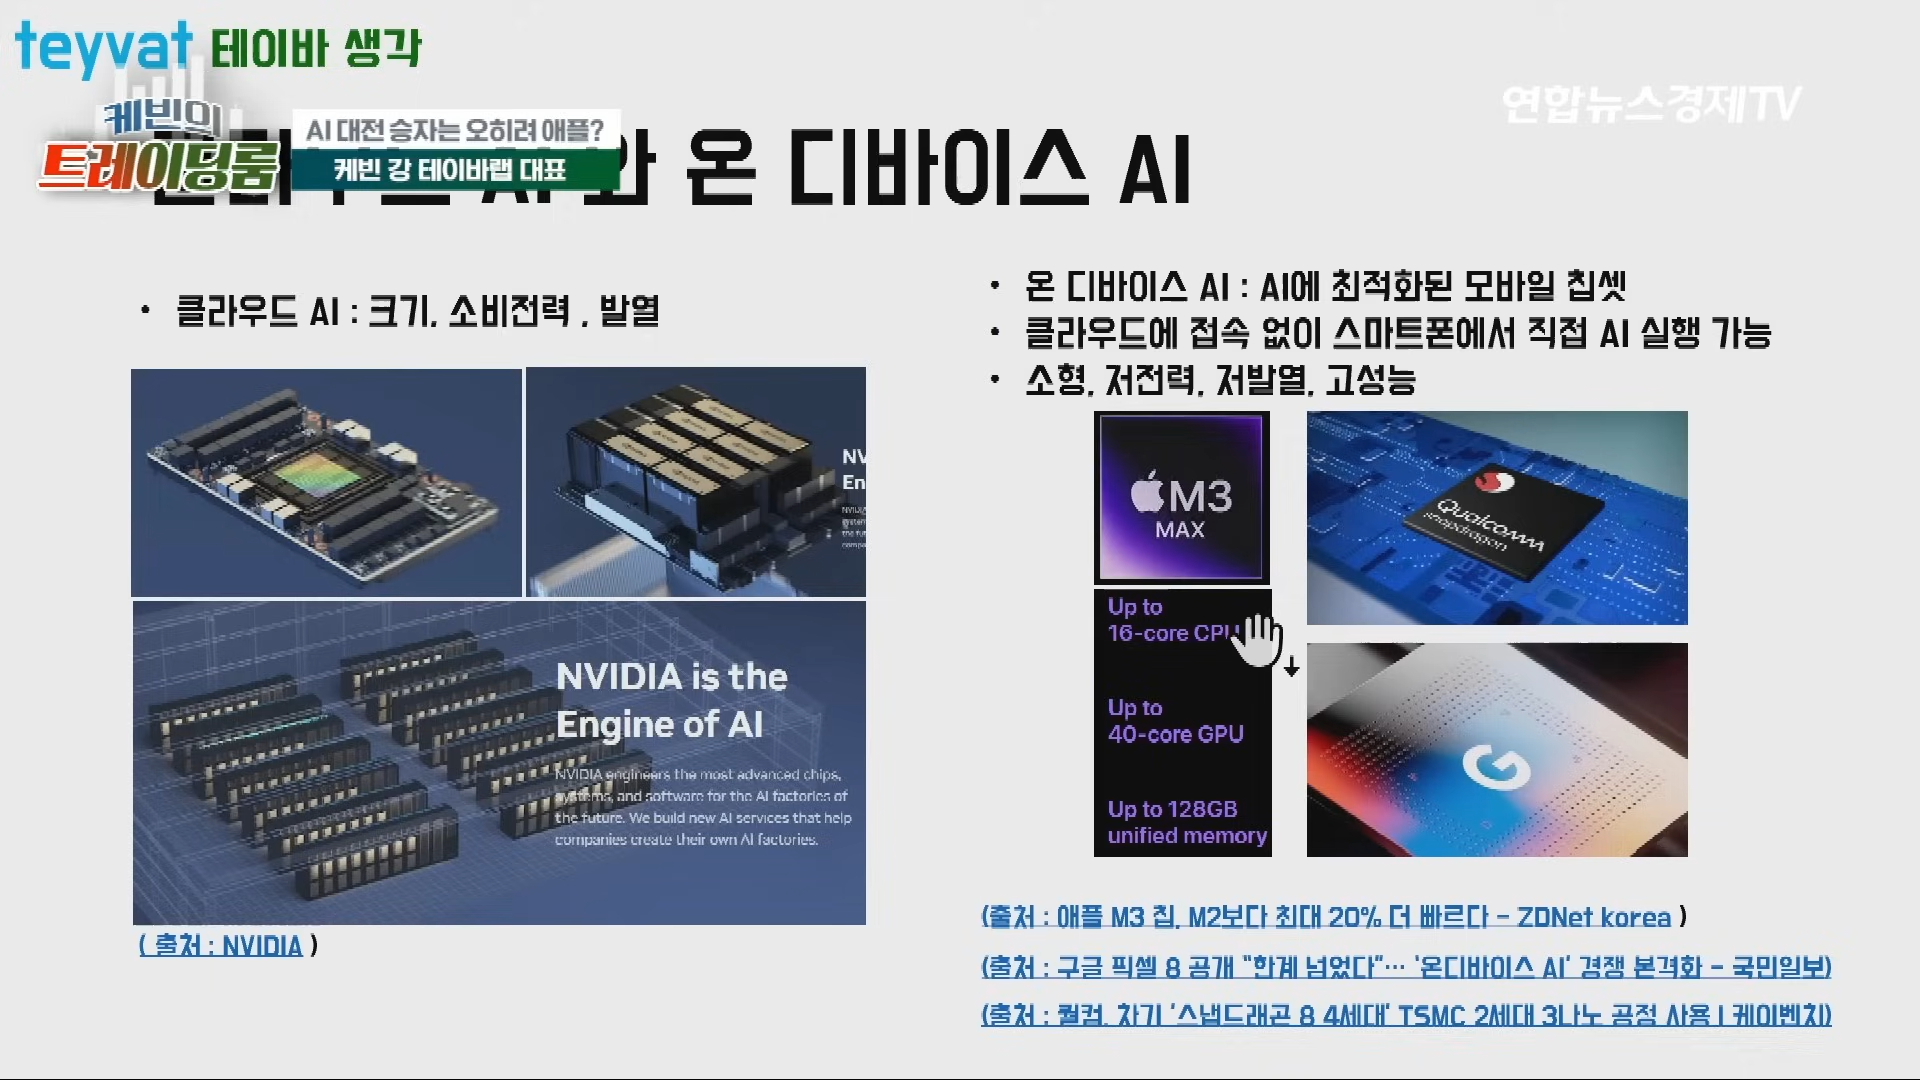 teyvat 테이바 생각
케빈의
트레이딩룸
AI 대전 승자는 오히려 애플?
케빈 강 테이바랩 대표
연합뉴스경제TV
온 디바이스 AI
• 클라우드 AI : 크기, 소비전력 , 발열
• 온 디바이스 AI : AI에 최적화된 모바일 칩셋
• 클라우드에 접속 없이 스마트폰에서 직접 AI 실행 가능
• 소형, 저전력, 저발열, 고성능
NV
En
M3
MAX
Qualcomm
snapdragon
Up to
16-core CPU
Up to
40-core GPU
Up to 128GB
unified memory
G
NVIDIA is the
Engine of AI
NVIDIA engineers the most advanced chips,
systems, and software for the AI factories of
the future. We build new AI services that help
companies create their own AI factories.
( 출처 : NVIDIA )
(출처 : 애플 M3 칩, M2보다 최대 20% 더 빠르다 - ZDNet korea )
(출처 : 구글 픽셀 8 공개 "한계 넘었다"… '온디바이스 AI' 경쟁 본격화 - 국민일보)
(출처 : 퀄컴, 차기 '스냅드래곤 8 4세대' TSMC 2세대 3나노 공정 사용 | 케이벤치)